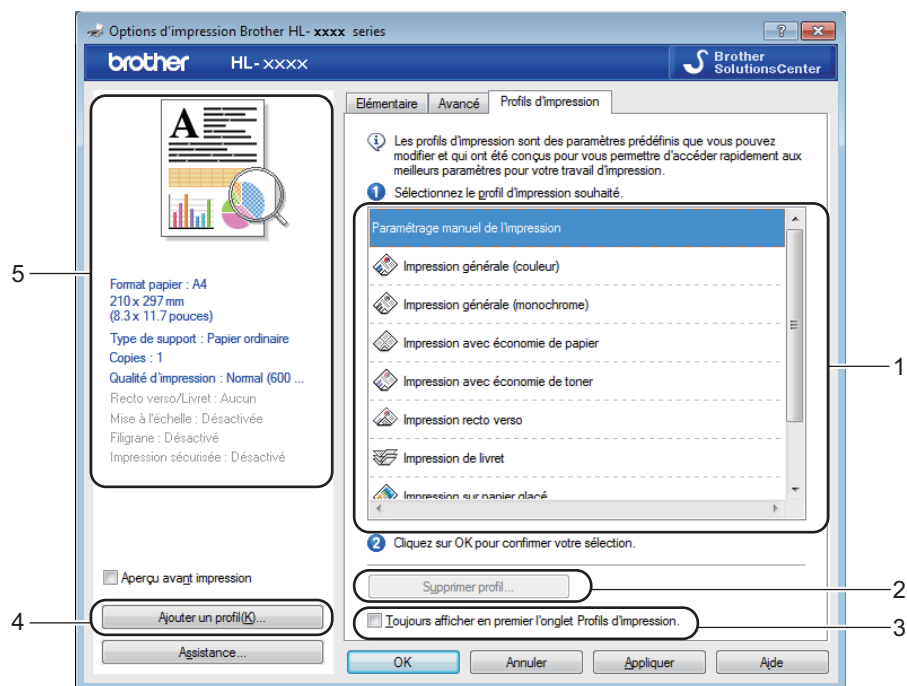 Options d'impression Brother HL- xxxx series
brother HL- xxxx
Brother
SolutionsCenter
A
Format papier : A4
210 x 297 mm
(8.3 x 11.7 pouces)
Type de support : Papier ordinaire
Copies : 1
Qualité d'impression : Normal (600 ...
Recto verso/Livret : Aucun
Mise à l'échelle : Désactivée
Filigrane : Désactivé
Impression sécurisée : Désactivé
5
Aperçu avant impression
Ajouter un profil(K)...
4
Assistance...
Elémentaire Avancé Profils d'impression
Les profils d'impression sont des paramètres prédéfinis que vous pouvez
modifier et qui ont été conçus pour vous permettre d'accéder rapidement aux
meilleurs paramètres pour votre travail d'impression.
1 Sélectionnez le profil d'impression souhaité.
Paramétrage manuel de l'impression
Impression générale (couleur)
Impression générale (monochrome)
Impression avec économie de papier
Impression avec économie de toner
Impression recto verso
Impression de livret
Impression sur papier glacé
1
2 Cliquez sur OK pour confirmer votre sélection.
Supprimer profil...
2
Toujours afficher en premier l'onglet Profils d'impression.
3
OK Annuler Appliquer Aide